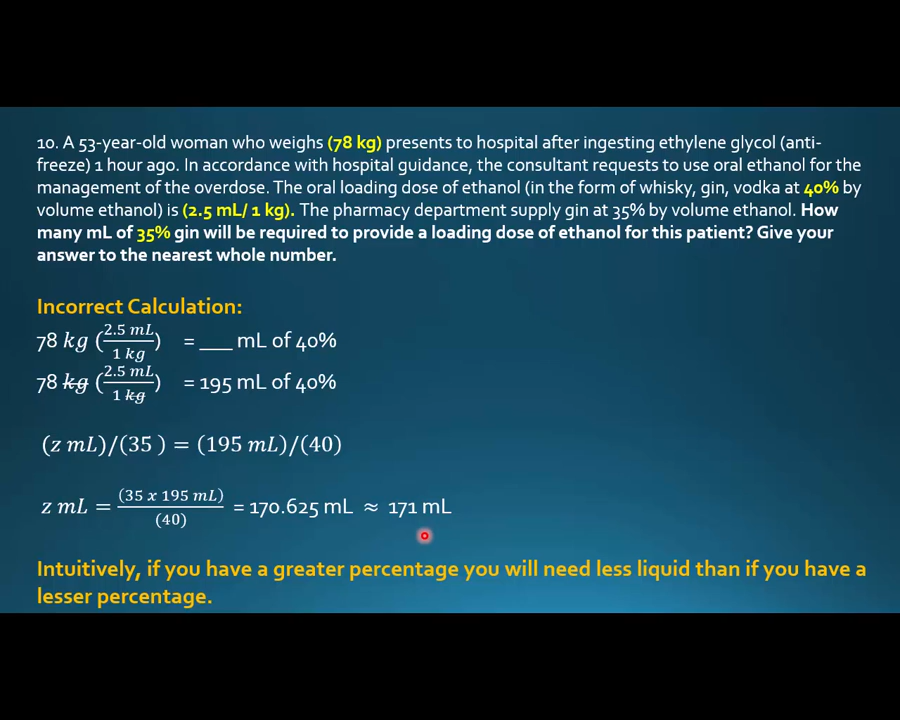 10. A 53-year-old woman who weighs (78 kg) presents to hospital after ingesting ethylene glycol (anti-
freeze) 1 hour ago. In accordance with hospital guidance, the consultant requests to use oral ethanol for the
management of the overdose. The oral loading dose of ethanol (in the form of whisky, gin, vodka at 40% by
volume ethanol) is (2.5 mL/ 1 kg). The pharmacy department supply gin at 35% by volume ethanol. How
many mL of 35% gin will be required to provide a loading dose of ethanol for this patient? Give your
answer to the nearest whole number.
Incorrect Calculation:
78 kg (2.5 mL/1 kg) = ___ mL of 40%
78 kg (2.5 mL/1 kg) = 195 mL of 40%
(z mL)/(35 ) = (195 mL)/(40)
z mL = (35 x 195 mL)/(40) = 170.625 mL ≈ 171 mL
Intuitively, if you have a greater percentage you will need less liquid than if you have a
lesser percentage.